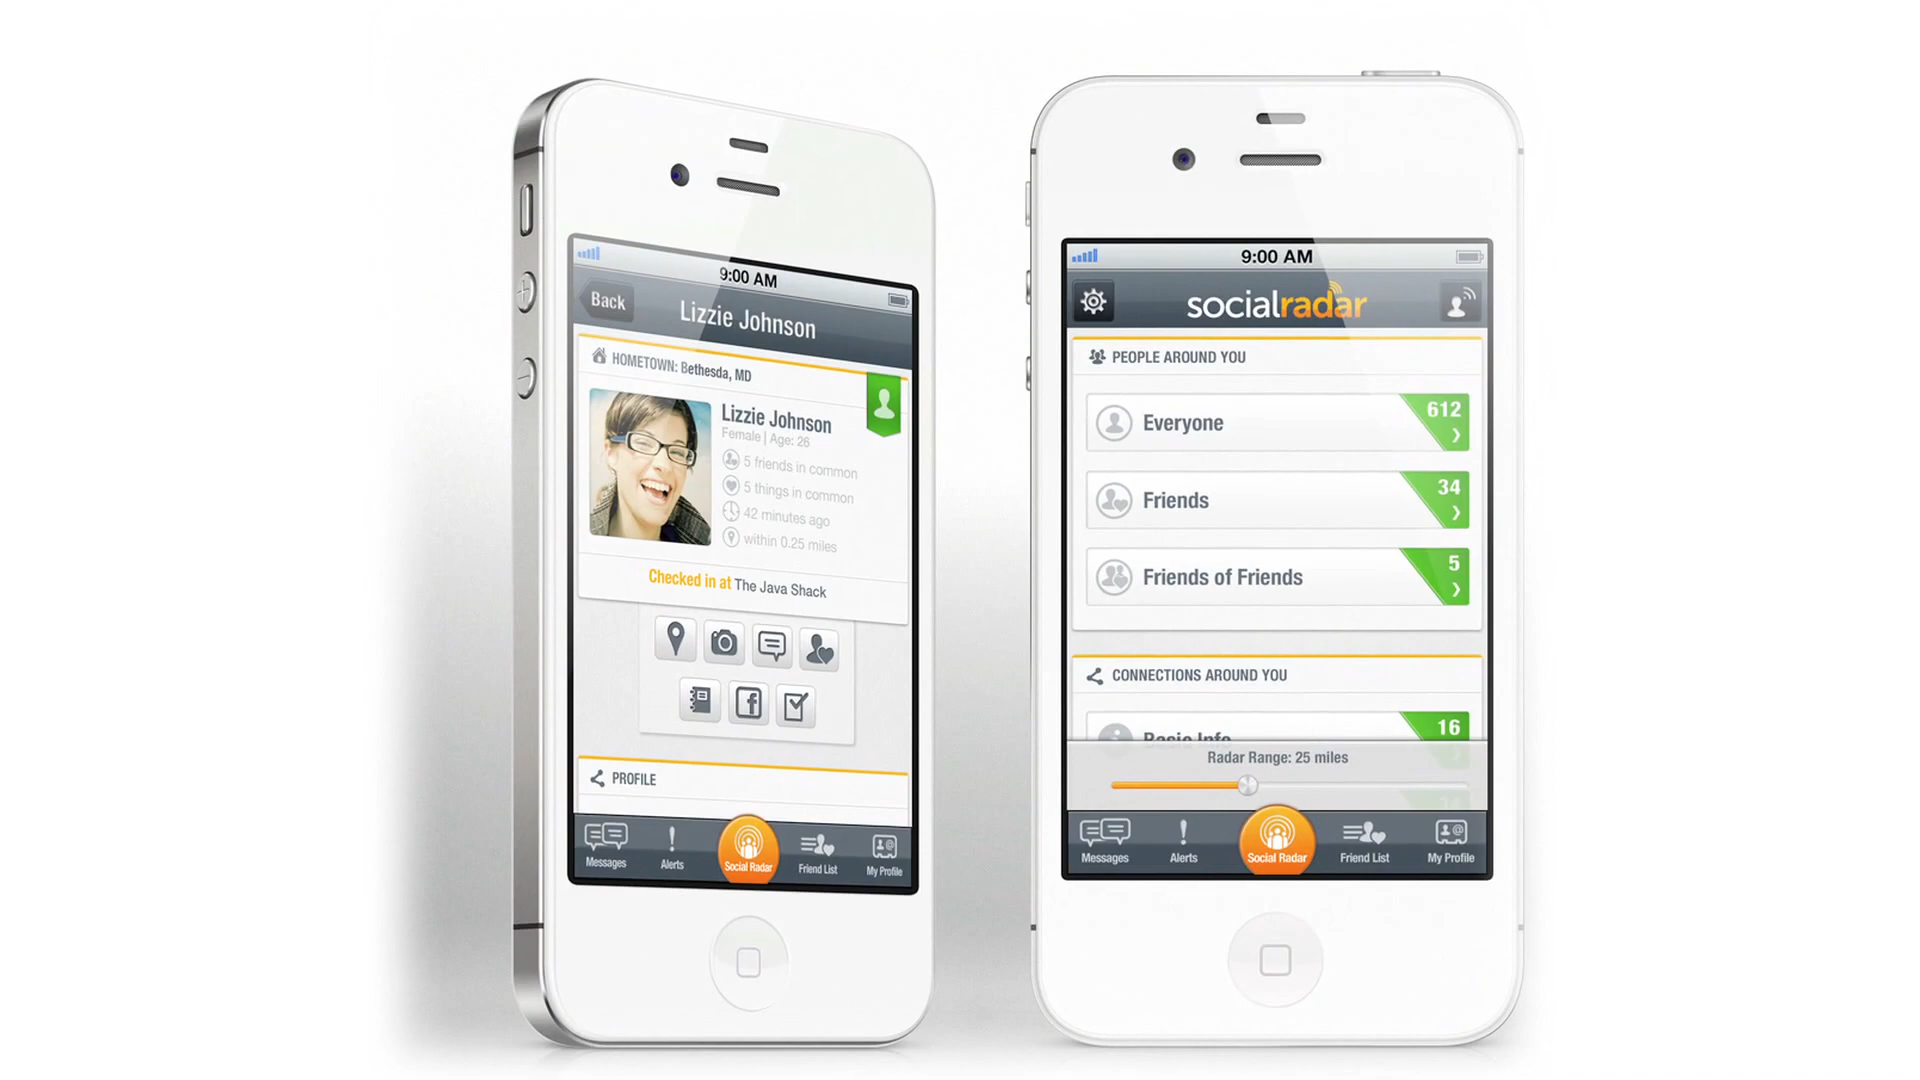 9:00 AM
Back
Lizzie Johnson
HOMETOWN: Bethesda, MD
Lizzie Johnson
Female | Age: 26
5 friends in common
5 things in common
42 minutes ago
within 0.25 miles
Checked in at The Java Shack
PROFILE
Messages
Alerts
Social Radar
Friend List
My Profile
9:00 AM
socialradar
PEOPLE AROUND YOU
Everyone 612
Friends 34
Friends of Friends 5
CONNECTIONS AROUND YOU
Basic Info 16
Radar Range: 25 miles
Messages
Alerts
Social Radar
Friend List
My Profile